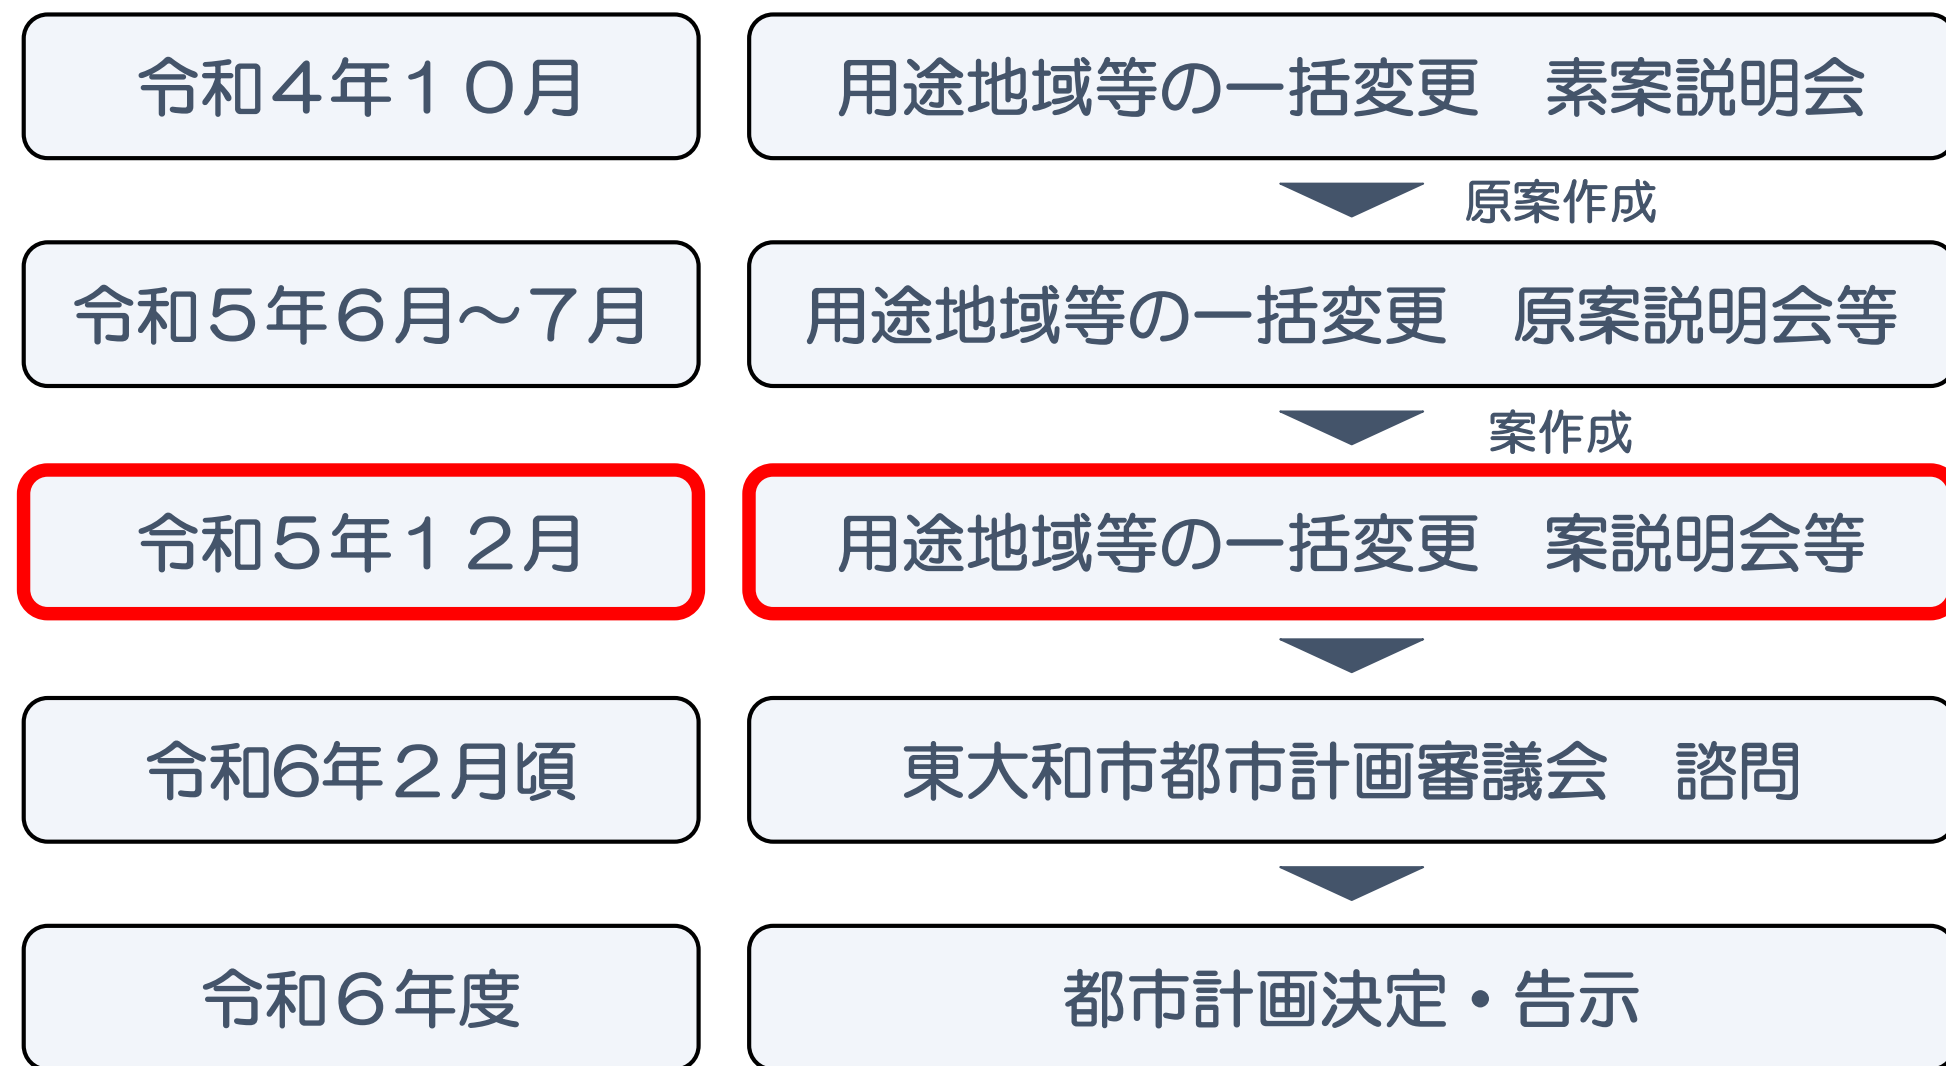 令和４年１０月
用途地域等の一括変更　素案説明会
原案作成
令和５年６月～７月
用途地域等の一括変更　原案説明会等
案作成
令和５年１２月
用途地域等の一括変更　案説明会等
令和6年２月頃
東大和市都市計画審議会　諮問
令和６年度
都市計画決定・告示